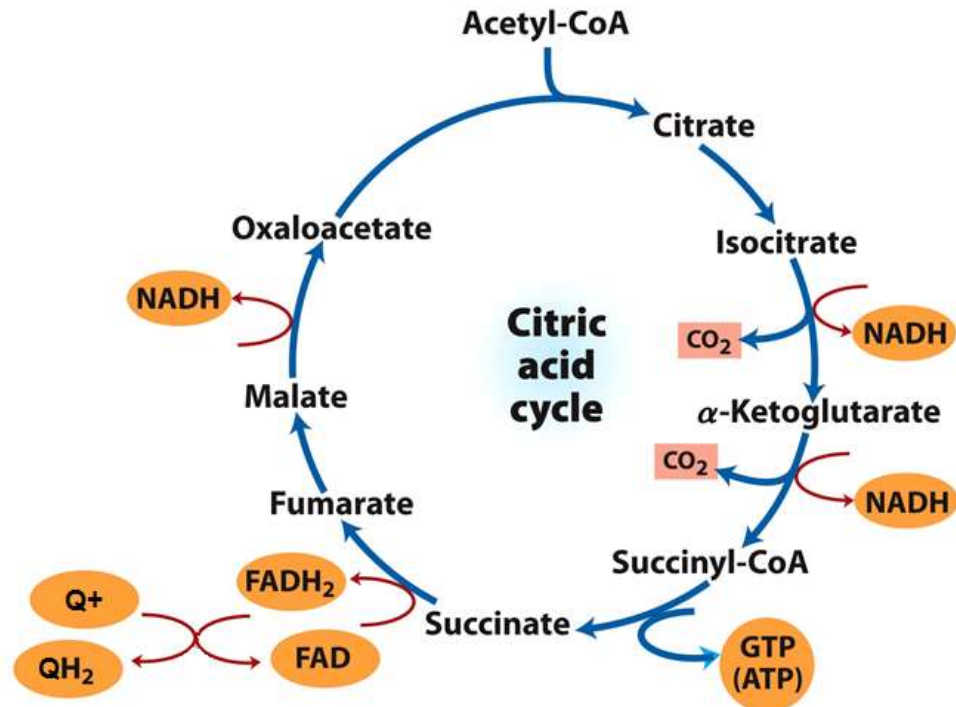 Acetyl-CoA
Citrate
Oxaloacetate
Isocitrate
NADH
Citric
acid
cycle
CO₂
NADH
Malate
α-Ketoglutarate
CO₂
NADH
Fumarate
Succinyl-CoA
Q+
FADH₂
Succinate
QH₂
FAD
GTP
(ATP)